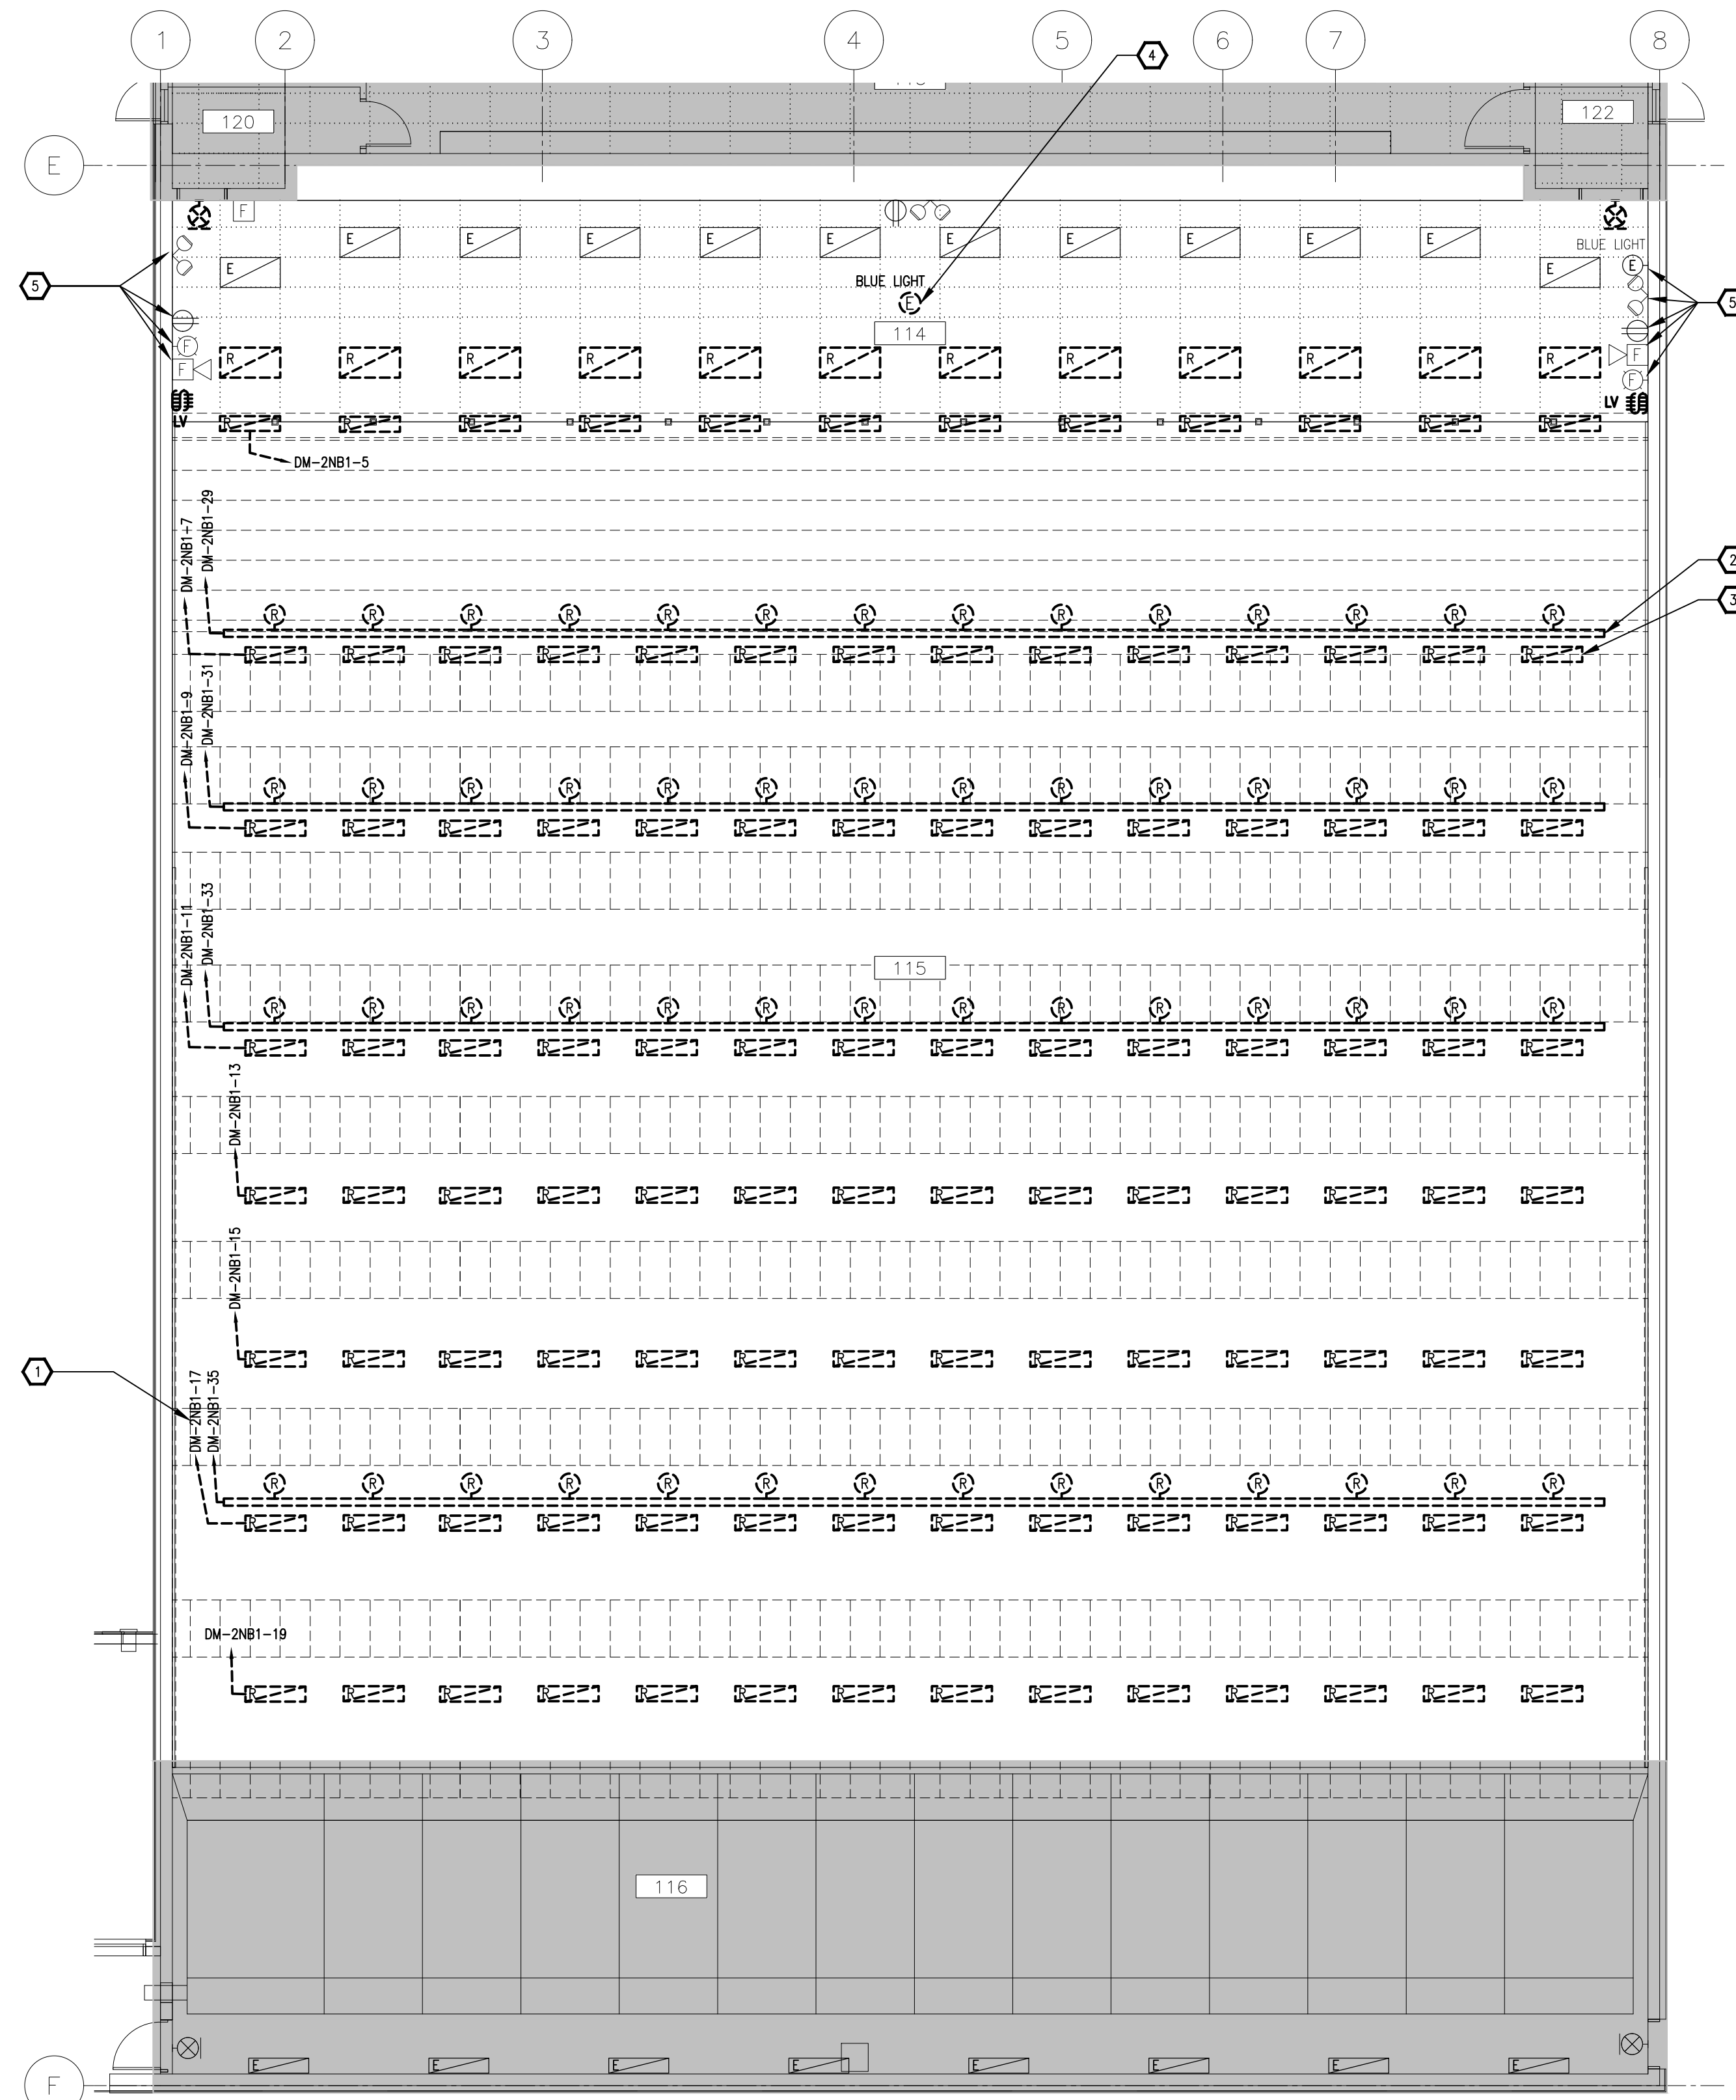 1 2 3 4 5 6 7 8
4
120 122
E
F
BLUE LIGHT
E E E E E E E E E E
E E E
5
BLUE LIGHT
E
5
114
F F
R R R R R R R R R R R R
F F
LV LV
R R R R R R R R R R R R
DM-2NB1-5
DM-2NB1-7
DM-2NB1-29
2
3
R R R R R R R R R R R R R R
R R R R R R R R R R R R R R
DM-2NB1-9
DM-2NB1-31
R R R R R R R R R R R R R R
R R R R R R R R R R R R R R
DM-2NB1-11
DM-2NB1-33
115
R R R R R R R R R R R R R R
R R R R R R R R R R R R R R
DM-2NB1-13
R R R R R R R R R R R R R R
DM-2NB1-15
R R R R R R R R R R R R R R
1
DM-2NB1-17
DM-2NB1-35
R R R R R R R R R R R R R R
R R R R R R R R R R R R R R
DM-2NB1-19
R R R R R R R R R R R R R R
116
E E E E E E E E
F